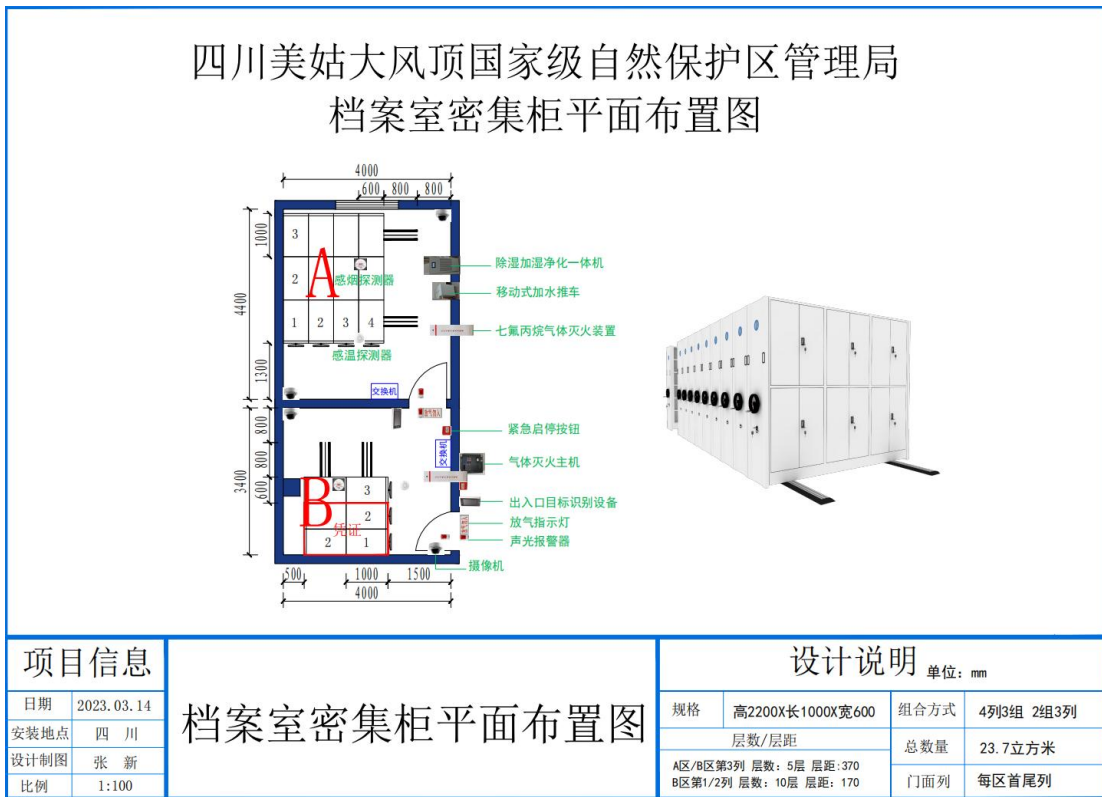 四川美姑大风顶国家级自然保护区管理局
档案室密集柜平面布置图
4000
600 800 800
1000
4400
1300
3
2
1 2 3 4
A
感烟探测器
感温探测器
除湿加湿净化一体机
移动式加水推车
七氟丙烷气体灭火装置
交换机
800
800
600
3400
交换机
紧急启停按钮
气体灭火主机
出入口目标识别设备
放气指示灯
声光报警器
摄像机
B
凭证
3
2
2 1
500 1000 1500
4000
项目信息
日期 2023.03.14
安装地点 四 川
设计制图 张 新
比例 1:100
档案室密集柜平面布置图
设计说明 单位: mm
规格 高2200X长1000X宽600 组合方式 4列3组 2组3列
层数/层距
A区/B区第3列 层数: 5层 层距:370
B区第1/2列 层数: 10层 层距: 170
总数量 23.7立方米
门面列 每区首尾列